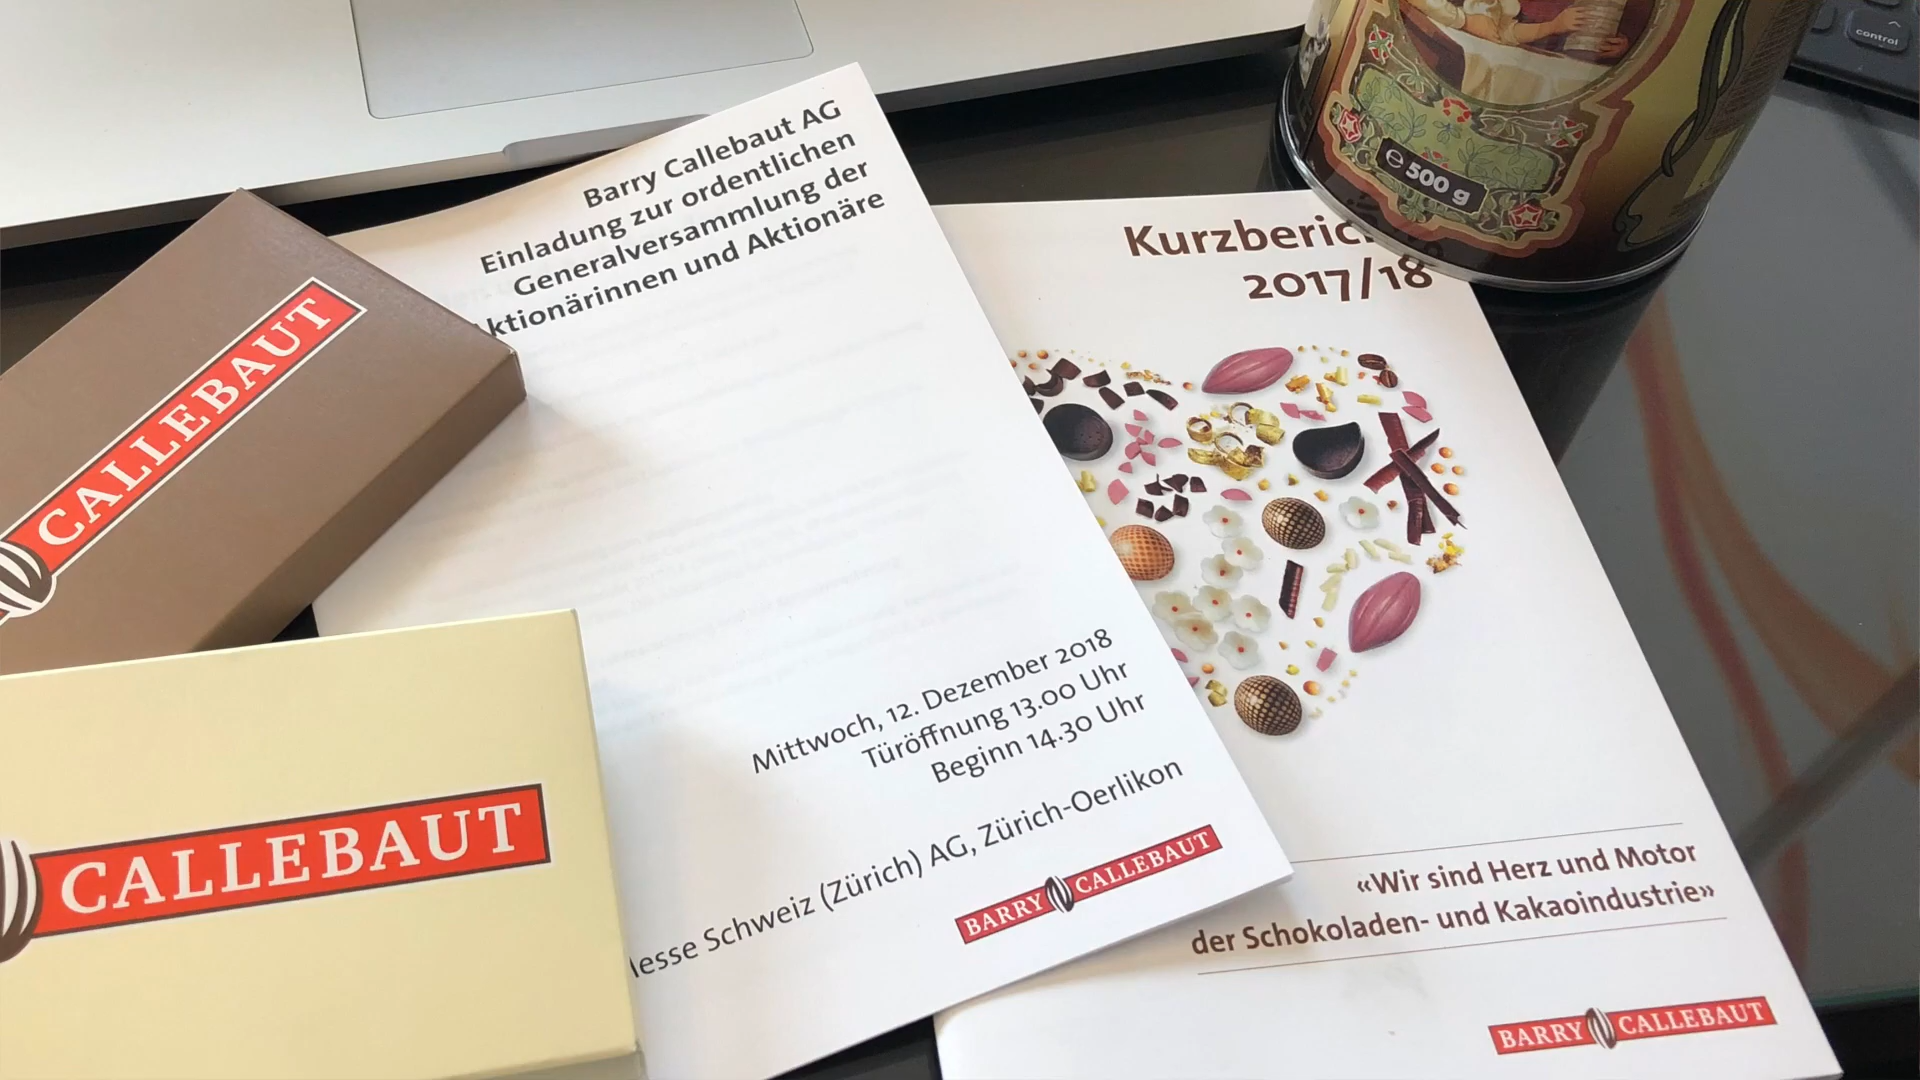 control
e 500 g
Barry Callebaut AG
Einladung zur ordentlichen
Generalversammlung der
ktionärinnen und Aktionäre
Mittwoch, 12. Dezember 2018
Türöffnung 13.00 Uhr
Beginn 14.30 Uhr
esse Schweiz (Zürich) AG, Zürich-Oerlikon
BARRY CALLEBAUT
Kurzberic
2017/18
«Wir sind Herz und Motor
der Schokoladen- und Kakaoindustrie»
BARRY CALLEBAUT
CALLEBAUT
CALLEBAUT